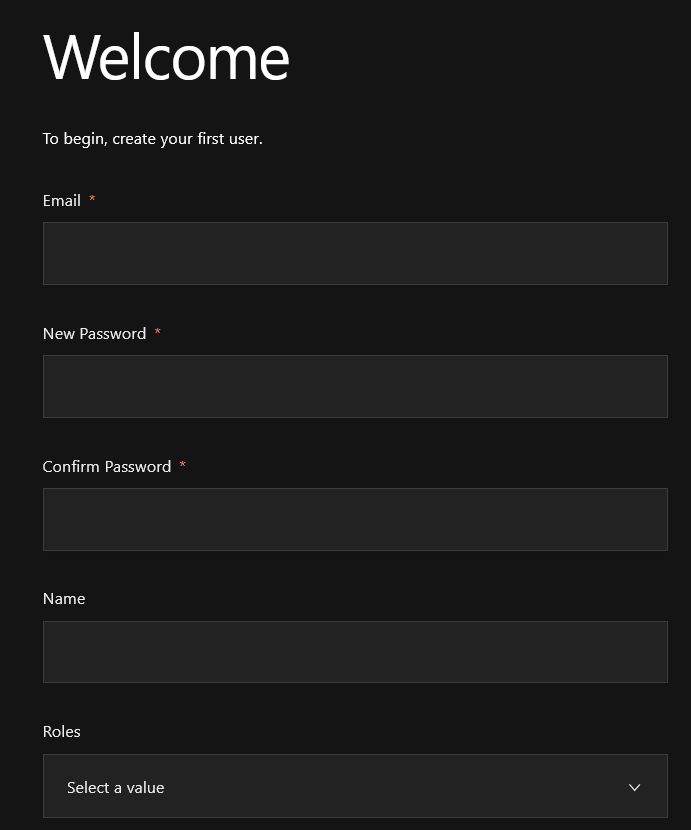 Welcome
To begin, create your first user.
Email *
New Password *
Confirm Password *
Name
Roles
Select a value